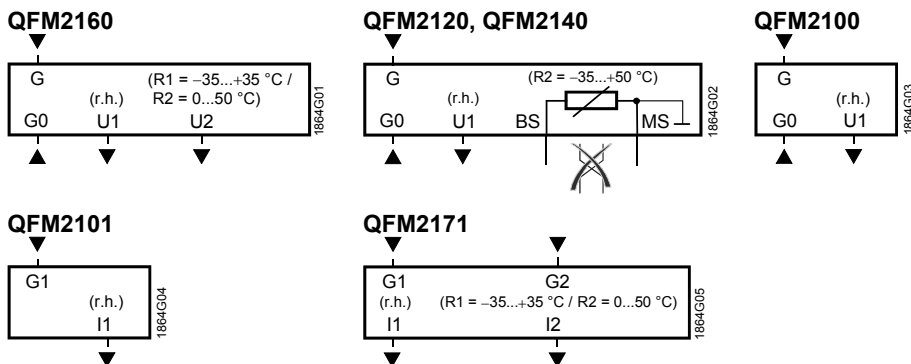 QFM2160
G
(R1 = −35...+35 °C /
R2 = 0...50 °C)
(r.h.)
G0
U1
U2
1864G01
QFM2120, QFM2140
G
(R2 = −35...+50 °C)
(r.h.)
G0
U1
BS
MS
1864G02
QFM2100
G
(r.h.)
G0
U1
1864G03
QFM2101
G1
(r.h.)
I1
1864G04
QFM2171
G1
G2
(r.h.)
(R1 = −35...+35 °C / R2 = 0...50 °C)
I1
I2
1864G05